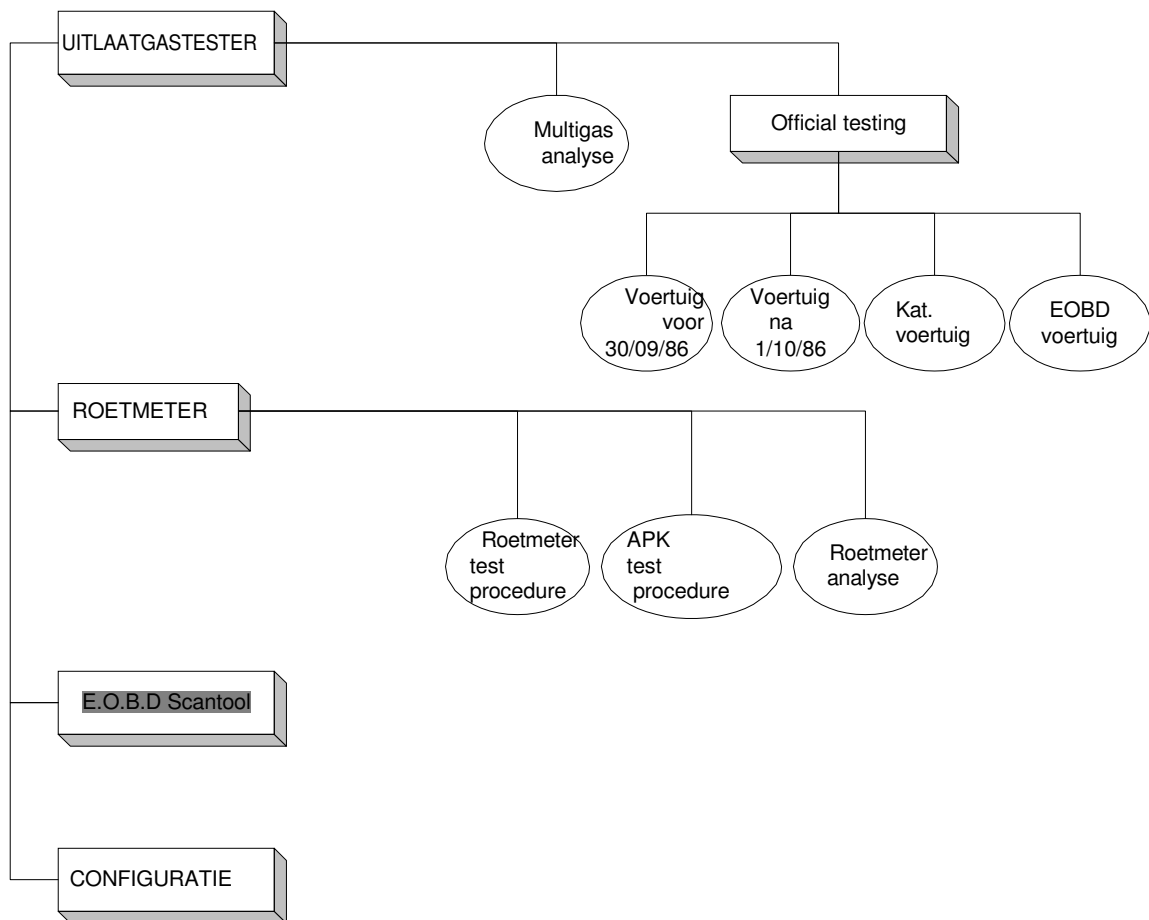 UITLAATGASTESTER
Multigas
analyse
Official testing
Voertuig
voor
30/09/86
Voertuig
na
1/10/86
Kat.
voertuig
EOBD
voertuig
ROETMETER
Roetmeter
test
procedure
APK
test
procedure
Roetmeter
analyse
E.O.B.D Scantool
CONFIGURATIE